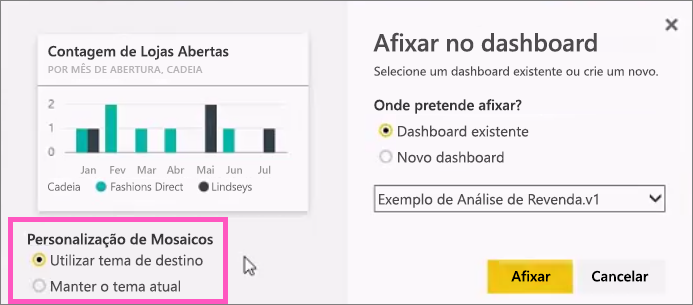 Contagem de Lojas Abertas
POR MÊS DE ABERTURA, CADEIA
2
1
0
Jan Fev Mar Abr Mai Jun Jul
Cadeia Fashions Direct Lindseys
Personalização de Mosaicos
Utilizar tema de destino
Manter o tema atual
Afixar no dashboard
Selecione um dashboard existente ou crie um novo.
Onde pretende afixar?
Dashboard existente
Novo dashboard
Exemplo de Análise de Revenda.v1
Afixar Cancelar